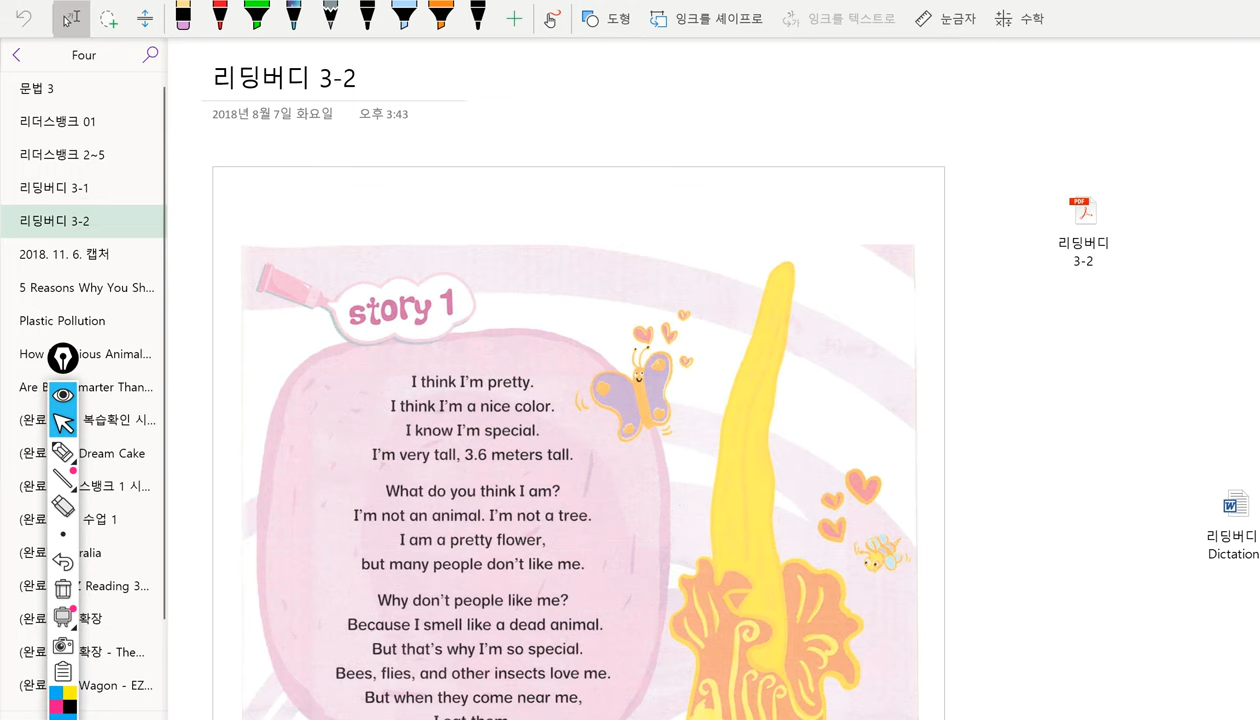 도형
잉크를 셰이프로
잉크를 텍스트로
눈금자
수학
Four
문법 3
리더스뱅크 01
리더스뱅크 2~5
리딩버디 3-1
리딩버디 3-2
2018. 11. 6. 캡처
5 Reasons Why You Sh...
Plastic Pollution
How ious Animal...
Are B marter Than...
(완료 복습확인 시...
(완료 Dream Cake
(완료 스뱅크 1 시...
(완료 수업 1
(완료 ralia
(완료 Z Reading 3...
(완료 확장
(완료 확장 - The...
(완료 Wagon - EZ...
리딩버디 3-2
2018년 8월 7일 화요일 오후 3:43
story 1
I think I'm pretty.
I think I'm a nice color.
I know I'm special.
I'm very tall, 3.6 meters tall.
What do you think I am?
I'm not an animal. I'm not a tree.
I am a pretty flower,
but many people don't like me.
Why don't people like me?
Because I smell like a dead animal.
But that's why I'm so special.
Bees, flies, and other insects love me.
But when they come near me,
I eat them.
PDF
리딩버디
3-2
W
리딩버디
Dictation